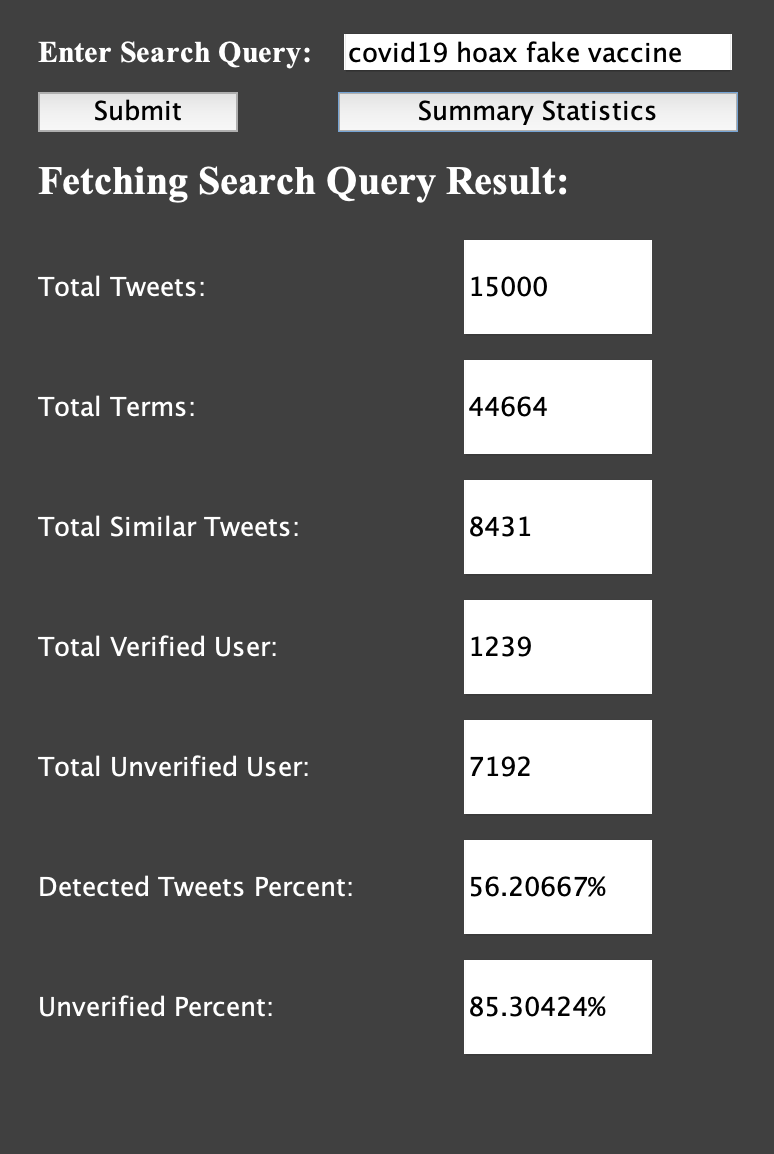 Enter Search Query: covid19 hoax fake vaccine
Submit Summary Statistics
Fetching Search Query Result:
Total Tweets: 15000
Total Terms: 44664
Total Similar Tweets: 8431
Total Verified User: 1239
Total Unverified User: 7192
Detected Tweets Percent: 56.20667%
Unverified Percent: 85.30424%